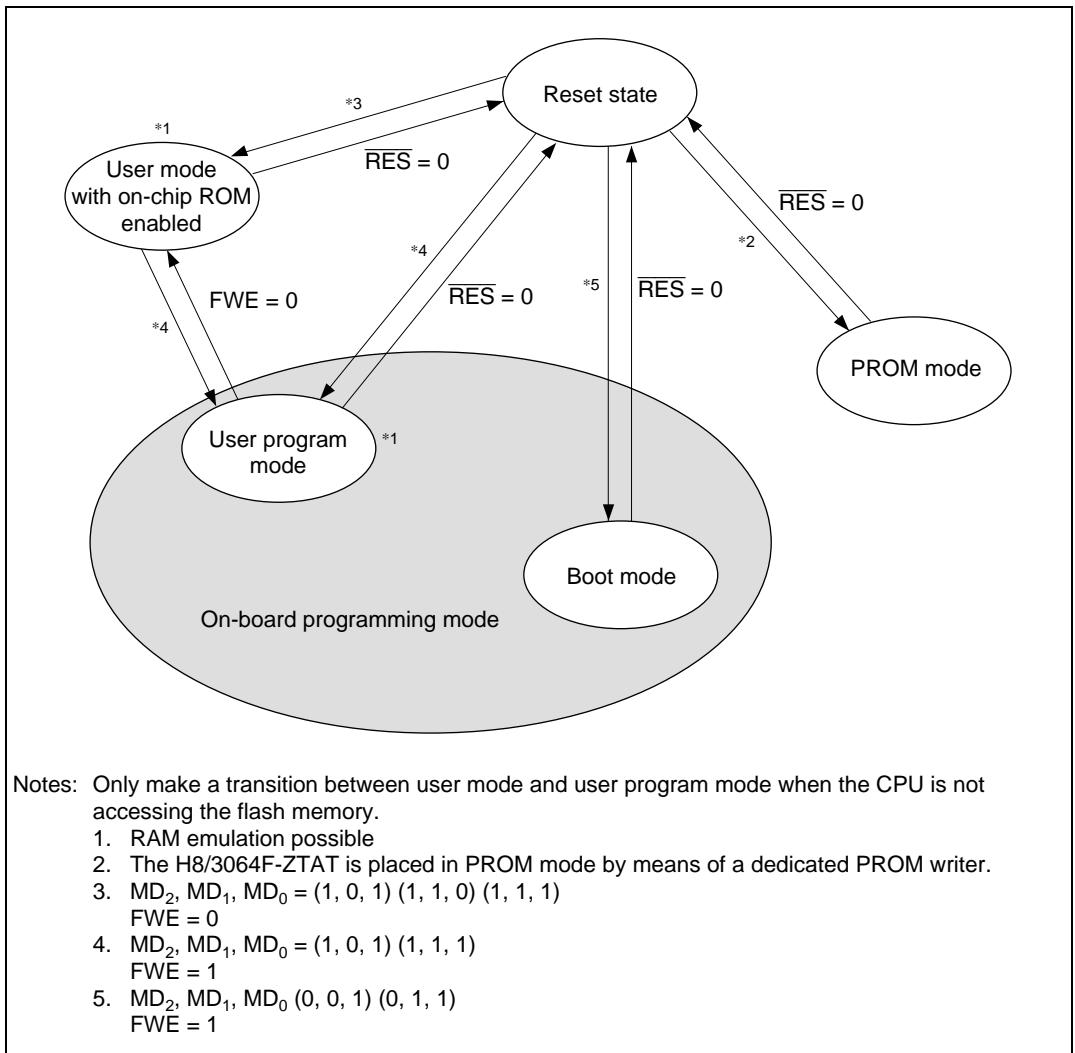 Reset state
*3
*1
User mode
with on-chip ROM
enabled
R̅E̅S̅ = 0
R̅E̅S̅ = 0
*4
*2
FWE = 0
R̅E̅S̅ = 0
*5
R̅E̅S̅ = 0
*4
PROM mode
User program
mode
*1
Boot mode
On-board programming mode
Notes: Only make a transition between user mode and user program mode when the CPU is not
accessing the flash memory.
1. RAM emulation possible
2. The H8/3064F-ZTAT is placed in PROM mode by means of a dedicated PROM writer.
3. MD₂, MD₁, MD₀ = (1, 0, 1) (1, 1, 0) (1, 1, 1)
FWE = 0
4. MD₂, MD₁, MD₀ = (1, 0, 1) (1, 1, 1)
FWE = 1
5. MD₂, MD₁, MD₀ (0, 0, 1) (0, 1, 1)
FWE = 1